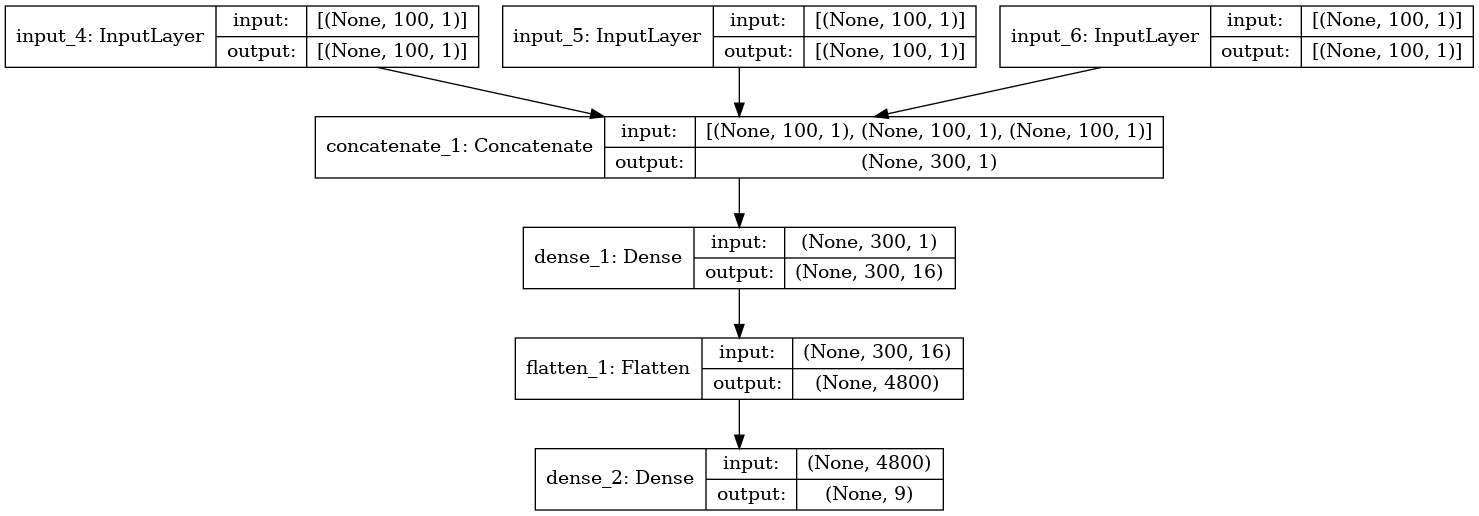 input_4: InputLayer
input: [(None, 100, 1)]
output: [(None, 100, 1)]
input_5: InputLayer
input: [(None, 100, 1)]
output: [(None, 100, 1)]
input_6: InputLayer
input: [(None, 100, 1)]
output: [(None, 100, 1)]
concatenate_1: Concatenate
input: [(None, 100, 1), (None, 100, 1), (None, 100, 1)]
output: (None, 300, 1)
dense_1: Dense
input: (None, 300, 1)
output: (None, 300, 16)
flatten_1: Flatten
input: (None, 300, 16)
output: (None, 4800)
dense_2: Dense
input: (None, 4800)
output: (None, 9)